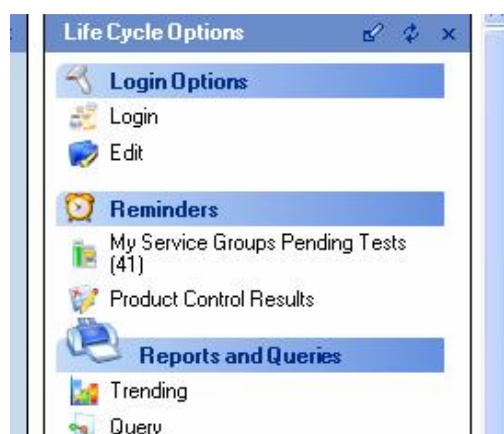 Life Cycle Options
Login Options
Login
Edit
Reminders
My Service Groups Pending Tests
(41)
Product Control Results
Reports and Queries
Trending
Query